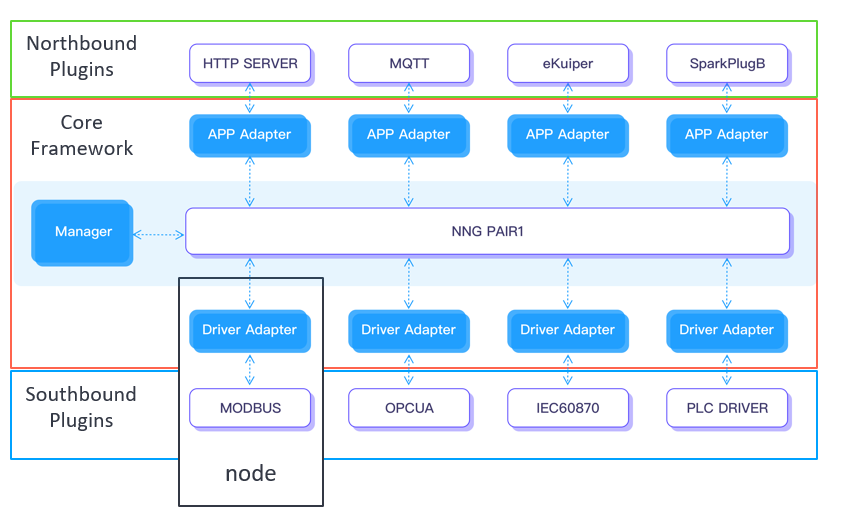 Northbound
Plugins
HTTP SERVER
MQTT
eKuiper
SparkPlugB
Core
Framework
APP Adapter
APP Adapter
APP Adapter
APP Adapter
Manager
NNG PAIR1
Driver Adapter
Driver Adapter
Driver Adapter
Driver Adapter
Southbound
Plugins
MODBUS
OPCUA
IEC60870
PLC DRIVER
node